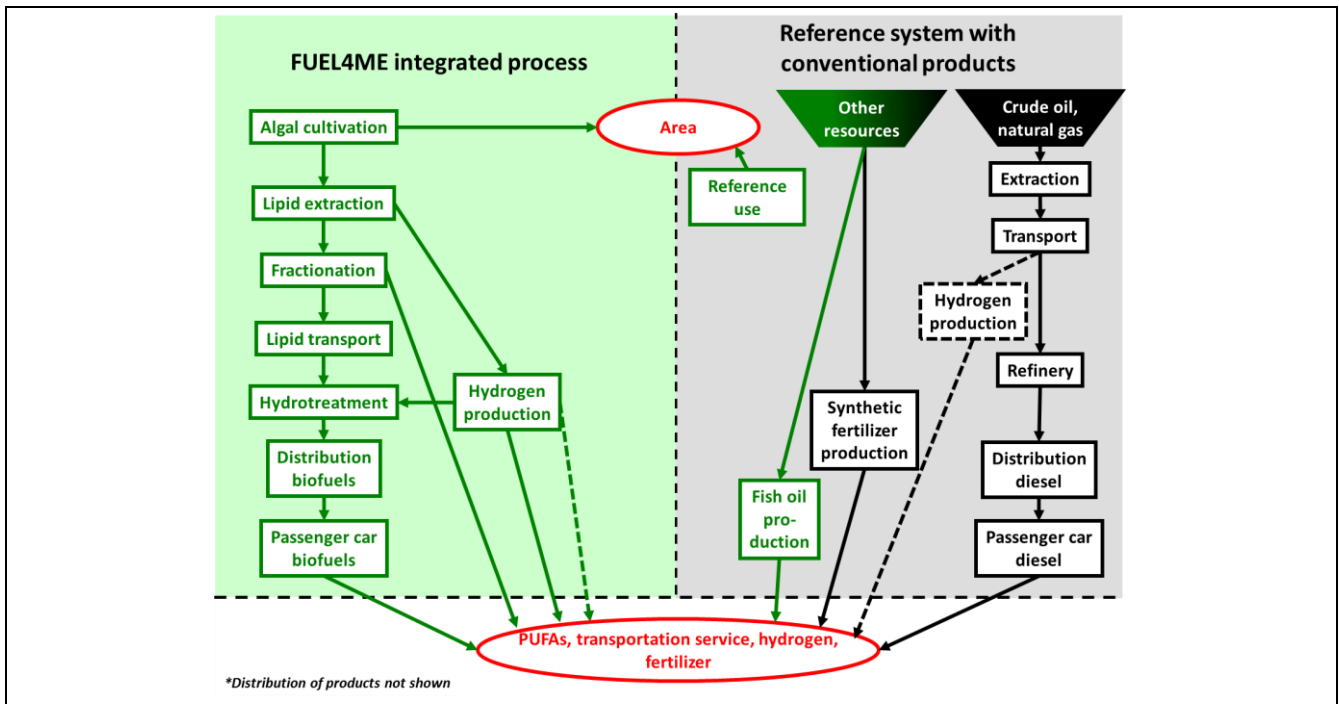 FUEL4ME integrated process
Algal cultivation
Lipid extraction
Fractionation
Lipid transport
Hydrotreatment
Hydrogen
production
Distribution
biofuels
Passenger car
biofuels
Area
Reference system with
conventional products
Reference
use
Other
resources
Crude oil,
natural gas
Extraction
Transport
Hydrogen
production
Refinery
Synthetic
fertilizer
production
Fish oil
pro-
duction
Distribution
diesel
Passenger car
diesel
PUFAs, transportation service, hydrogen,
fertilizer
*Distribution of products not shown